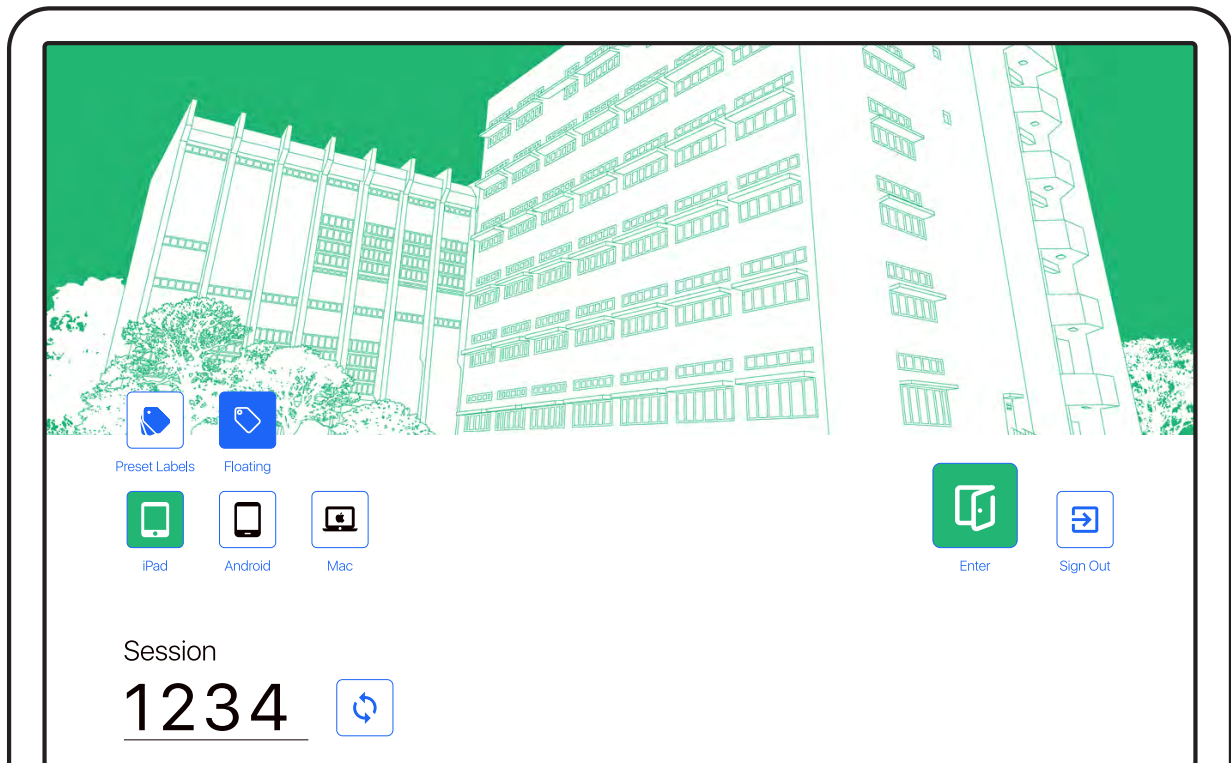 Preset Labels Floating
iPad Android Mac
Enter Sign Out
Session
1234